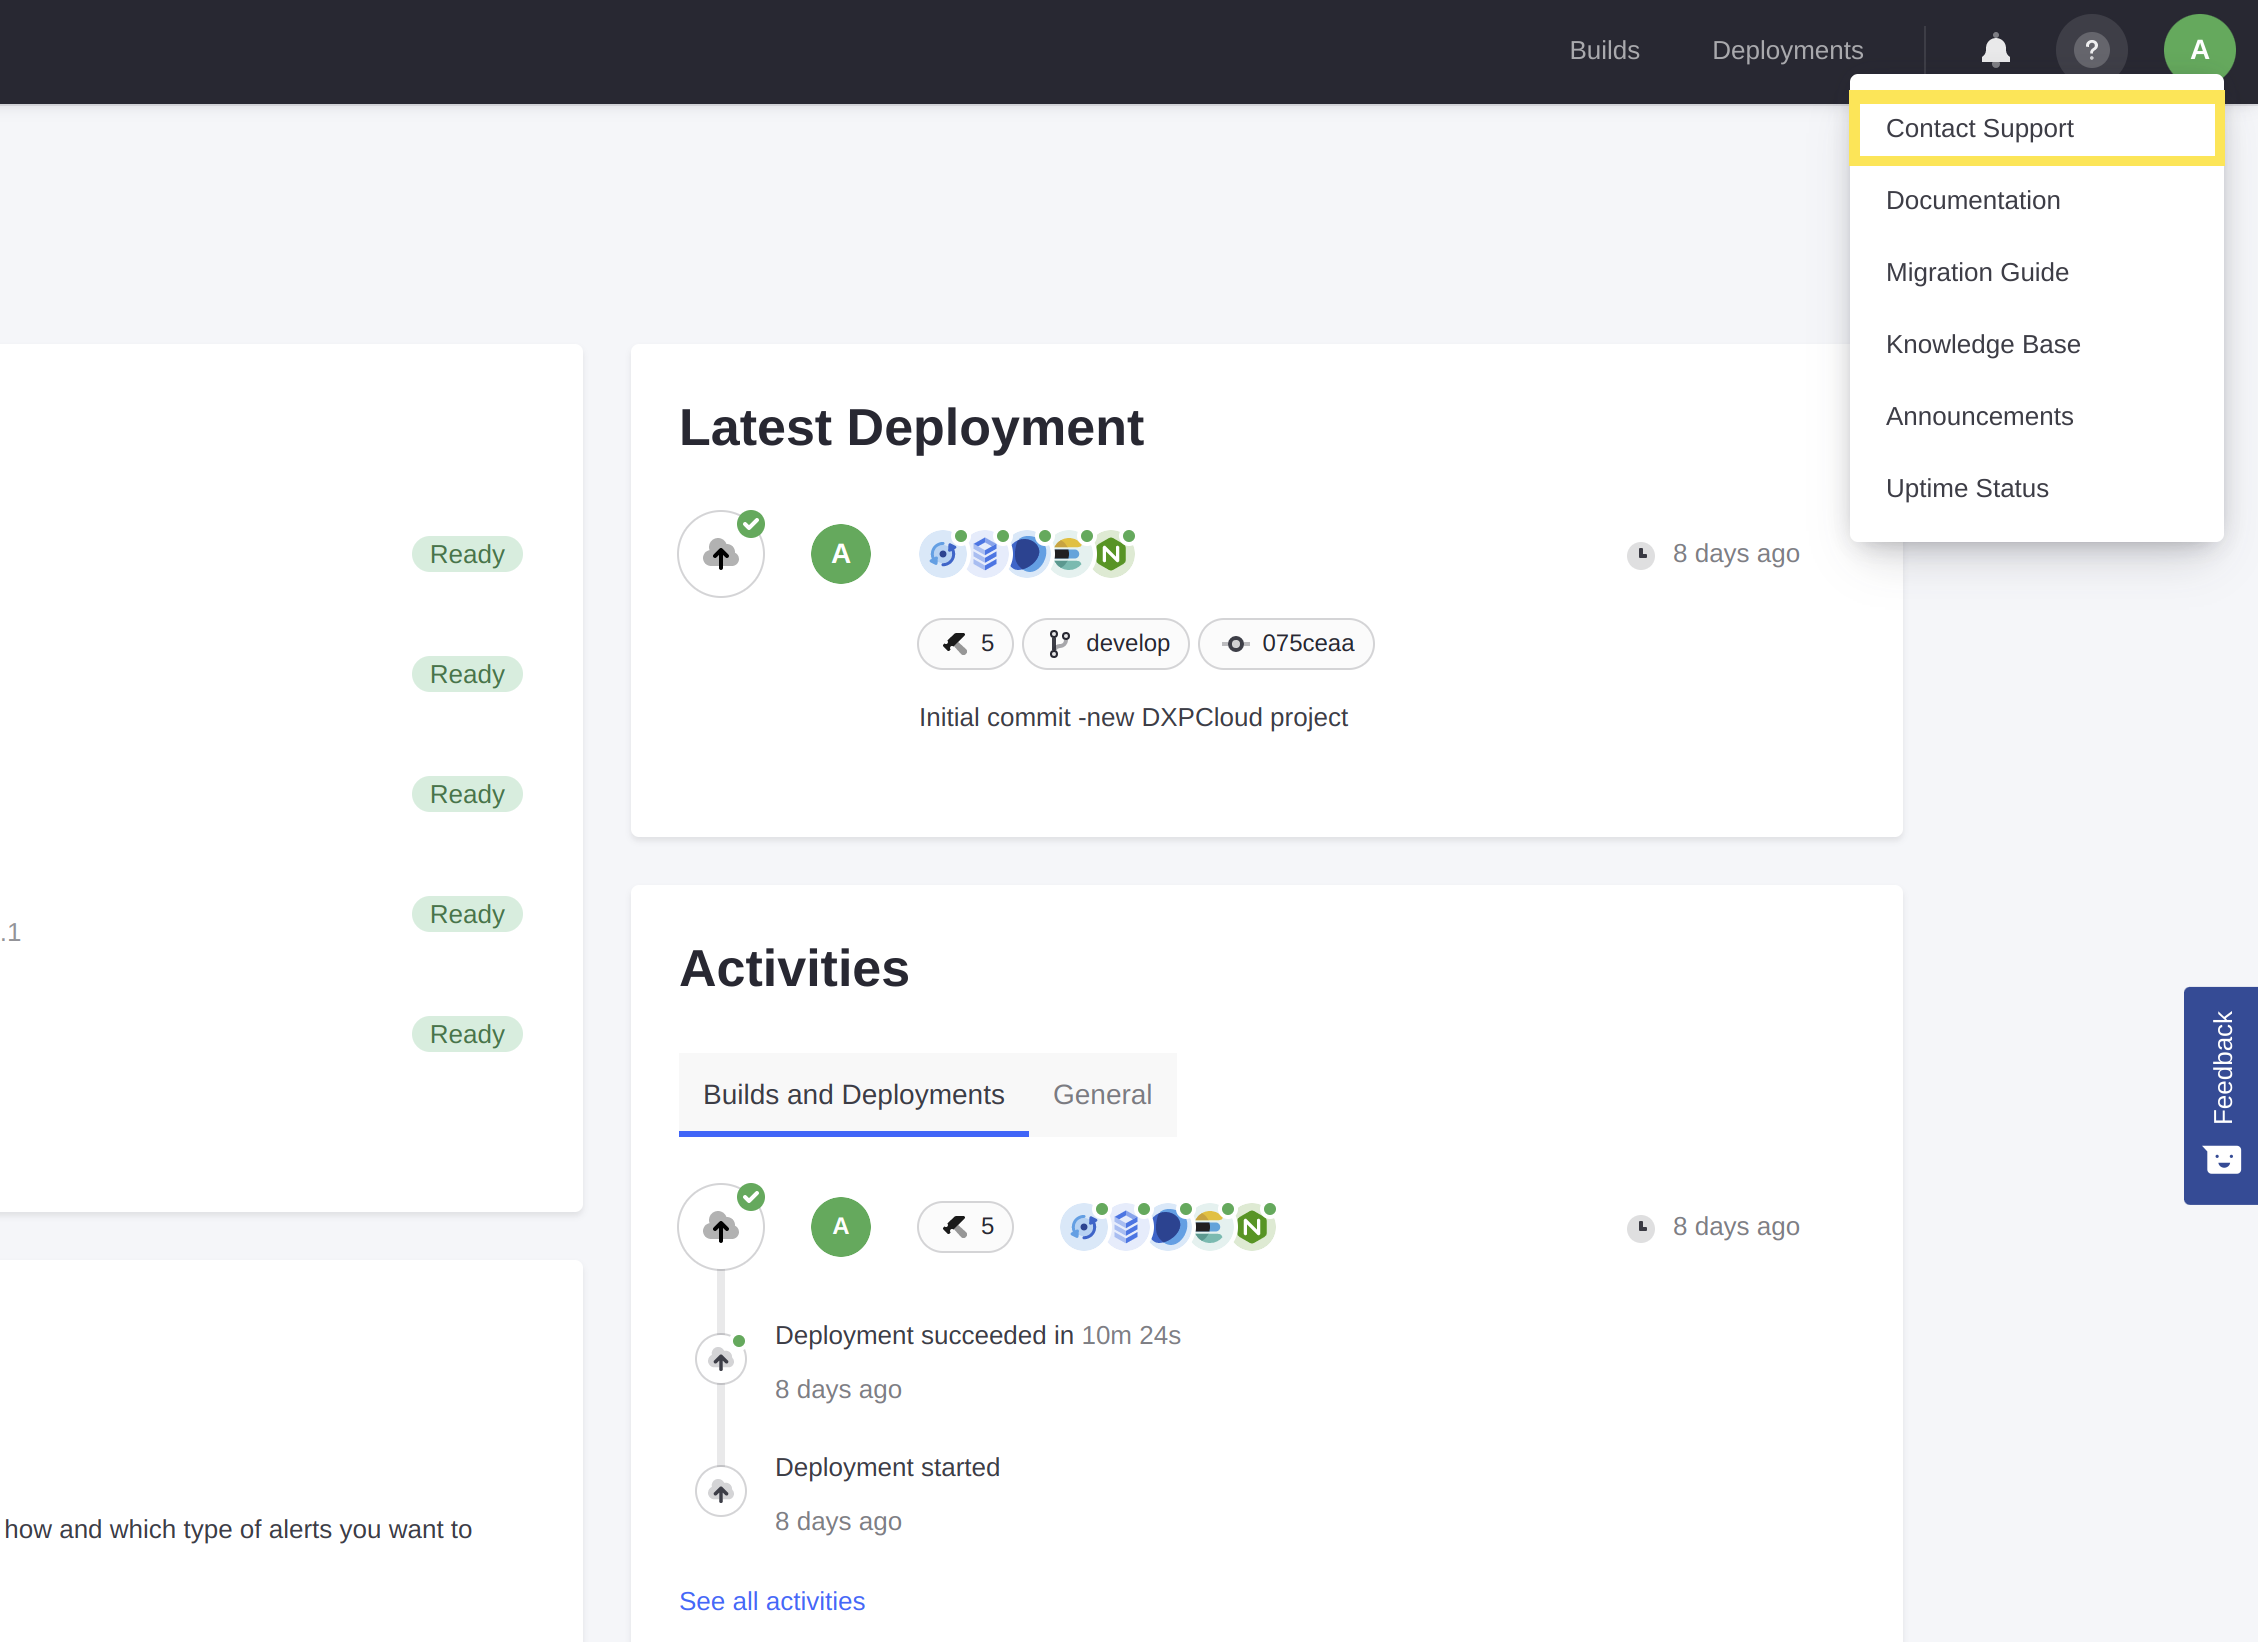 Builds
Deployments
?
A
Contact Support
Documentation
Migration Guide
Knowledge Base
Announcements
Uptime Status
Ready
Ready
Ready
Ready
.1
Ready
how and which type of alerts you want to
Latest Deployment
A
8 days ago
5
develop
075ceaa
Initial commit -new DXPCloud project
Activities
Builds and Deployments
General
A
5
8 days ago
Deployment succeeded in 10m 24s
8 days ago
Deployment started
8 days ago
See all activities
Feedback